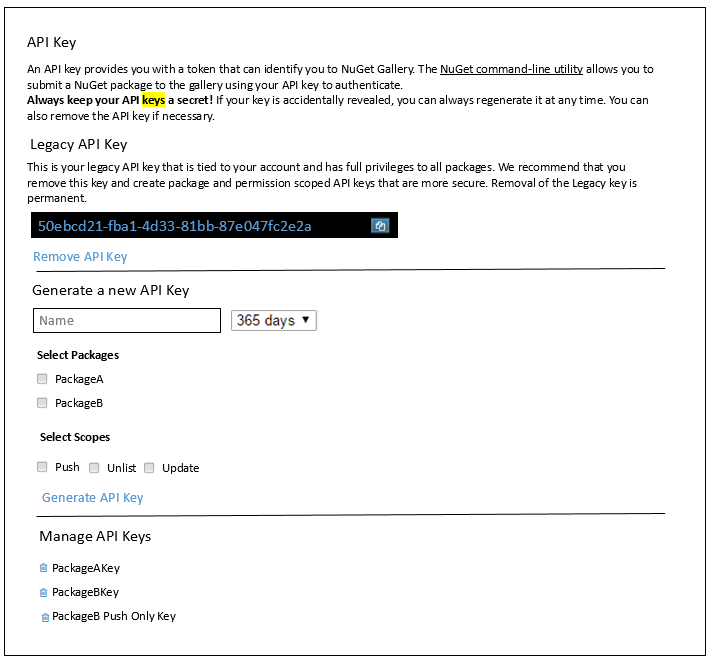 API Key
An API key provides you with a token that can identify you to NuGet Gallery. The NuGet command-line utility allows you to
submit a NuGet package to the gallery using your API key to authenticate.
Always keep your API keys a secret! If your key is accidentally revealed, you can always regenerate it at any time. You can
also remove the API key if necessary.
Legacy API Key
This is your legacy API key that is tied to your account and has full privileges to all packages. We recommend that you
remove this key and create package and permission scoped API keys that are more secure. Removal of the Legacy key is
permanent.
50ebcd21-fba1-4d33-81bb-87e047fc2e2a
Remove API Key
Generate a new API Key
Name 365 days
Select Packages
PackageA
PackageB
Select Scopes
Push Unlist Update
Generate API Key
Manage API Keys
PackageAKey
PackageBKey
PackageB Push Only Key